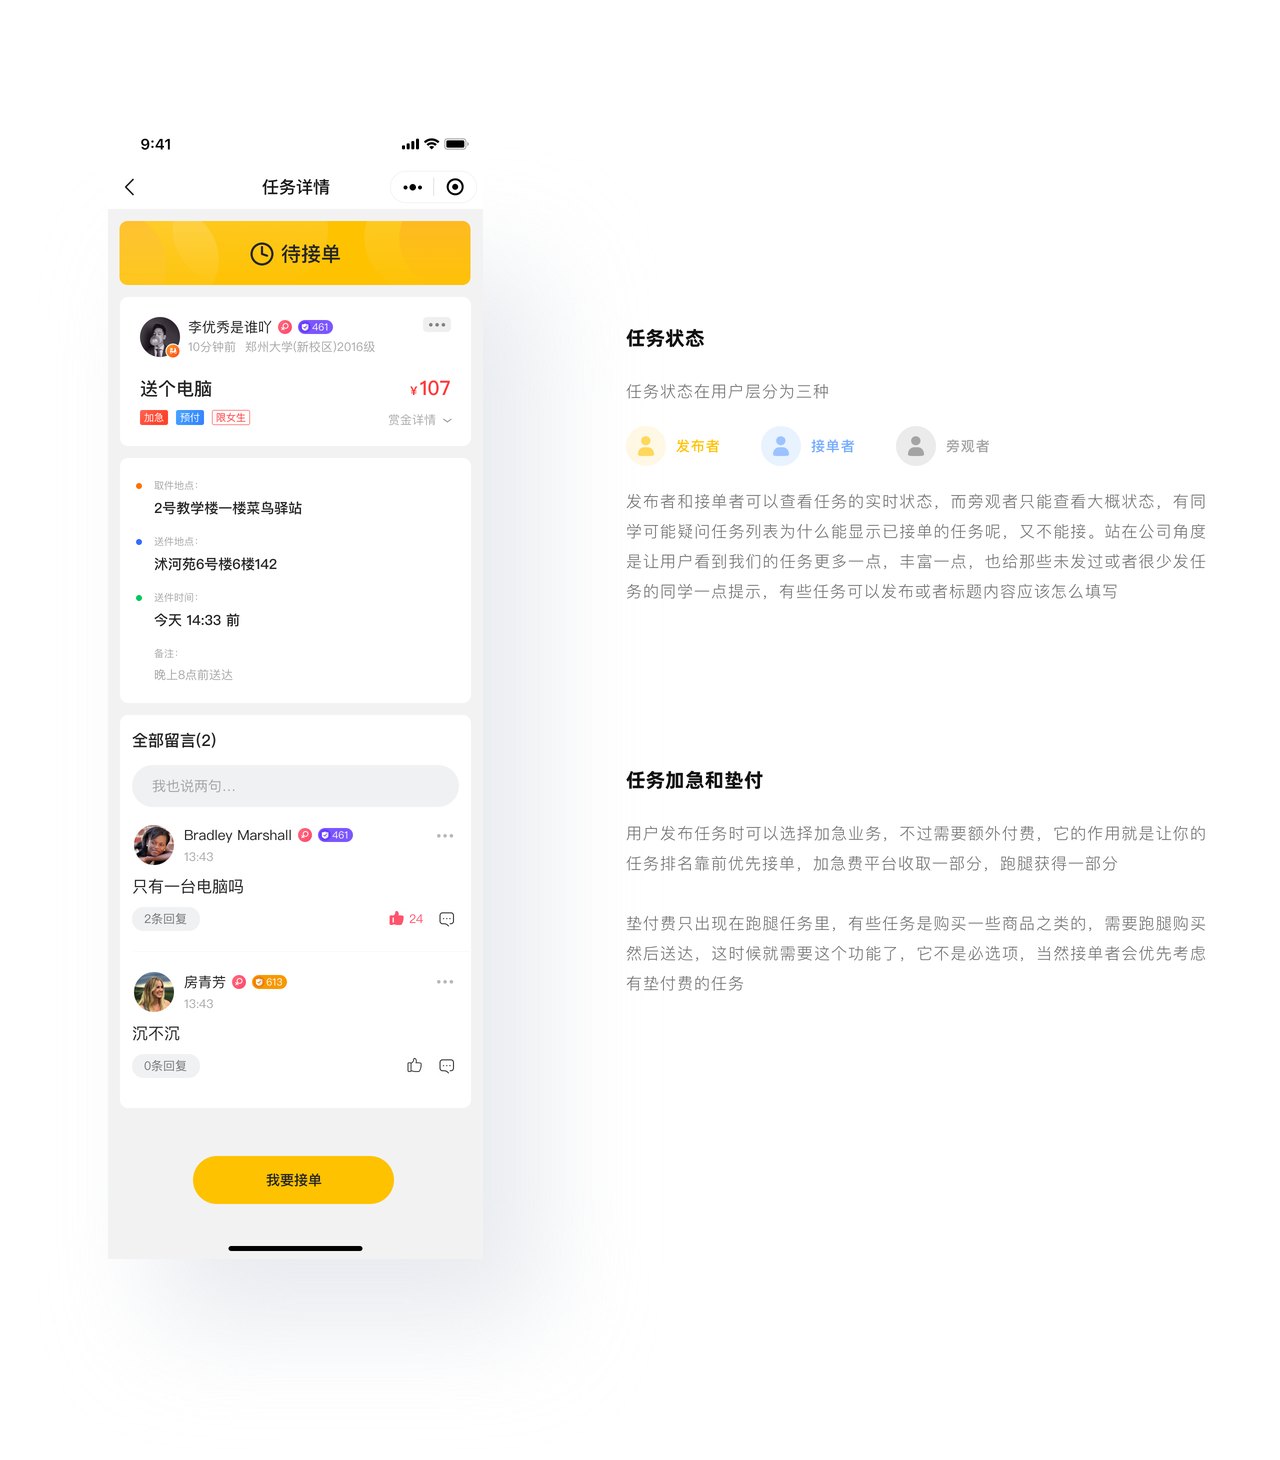 9:41
任务详情
待接单
李优秀是谁吖 461
10分钟前 郑州大学(新校区)2016级
送个电脑
¥107
加急 预付 限女生
赏金详情
取件地点：
2号教学楼一楼菜鸟驿站
送件地点：
沭河苑6号楼6楼142
送件时间：
今天 14:33 前
备注：
晚上8点前送达
全部留言(2)
我也说两句...
Bradley Marshall 461
13:43
只有一台电脑吗
2条回复
24
房青芳 613
13:43
沉不沉
0条回复
我要接单
任务状态
任务状态在用户层分为三种
发布者 接单者 旁观者
发布者和接单者可以查看任务的实时状态，而旁观者只能查看大概状态，有同
学可能疑问任务列表为什么能显示已接单的任务呢，又不能接。站在公司角度
是让用户看到我们的任务更多一点，丰富一点，也给那些未发过或者很少发任
务的同学一点提示，有些任务可以发布或者标题内容应该怎么填写
任务加急和垫付
用户发布任务时可以选择加急业务，不过需要额外付费，它的作用就是让你的
任务排名靠前优先接单，加急费平台收取一部分，跑腿获得一部分
垫付费只出现在跑腿任务里，有些任务是购买一些商品之类的，需要跑腿购买
然后送达，这时候就需要这个功能了，它不是必选项，当然接单者会优先考虑
有垫付费的任务